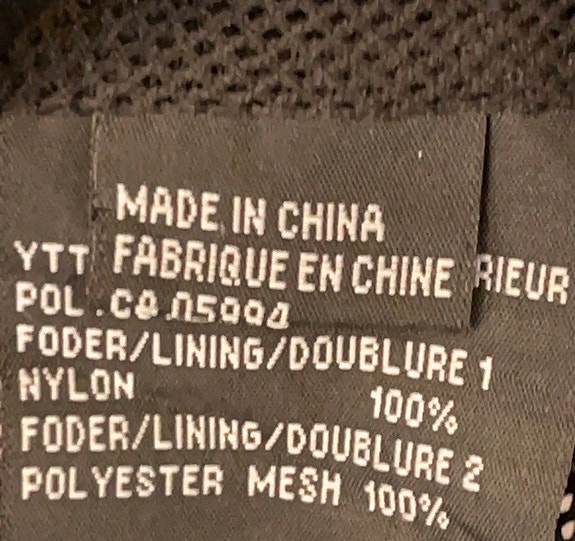 MADE IN CHINA
FABRIQUE EN CHINE
YTT RIEUR
POL
FODER/LINING/DOUBLURE 1
NYLON 100%
FODER/LINING/DOUBLURE 2
POLYESTER MESH 100%